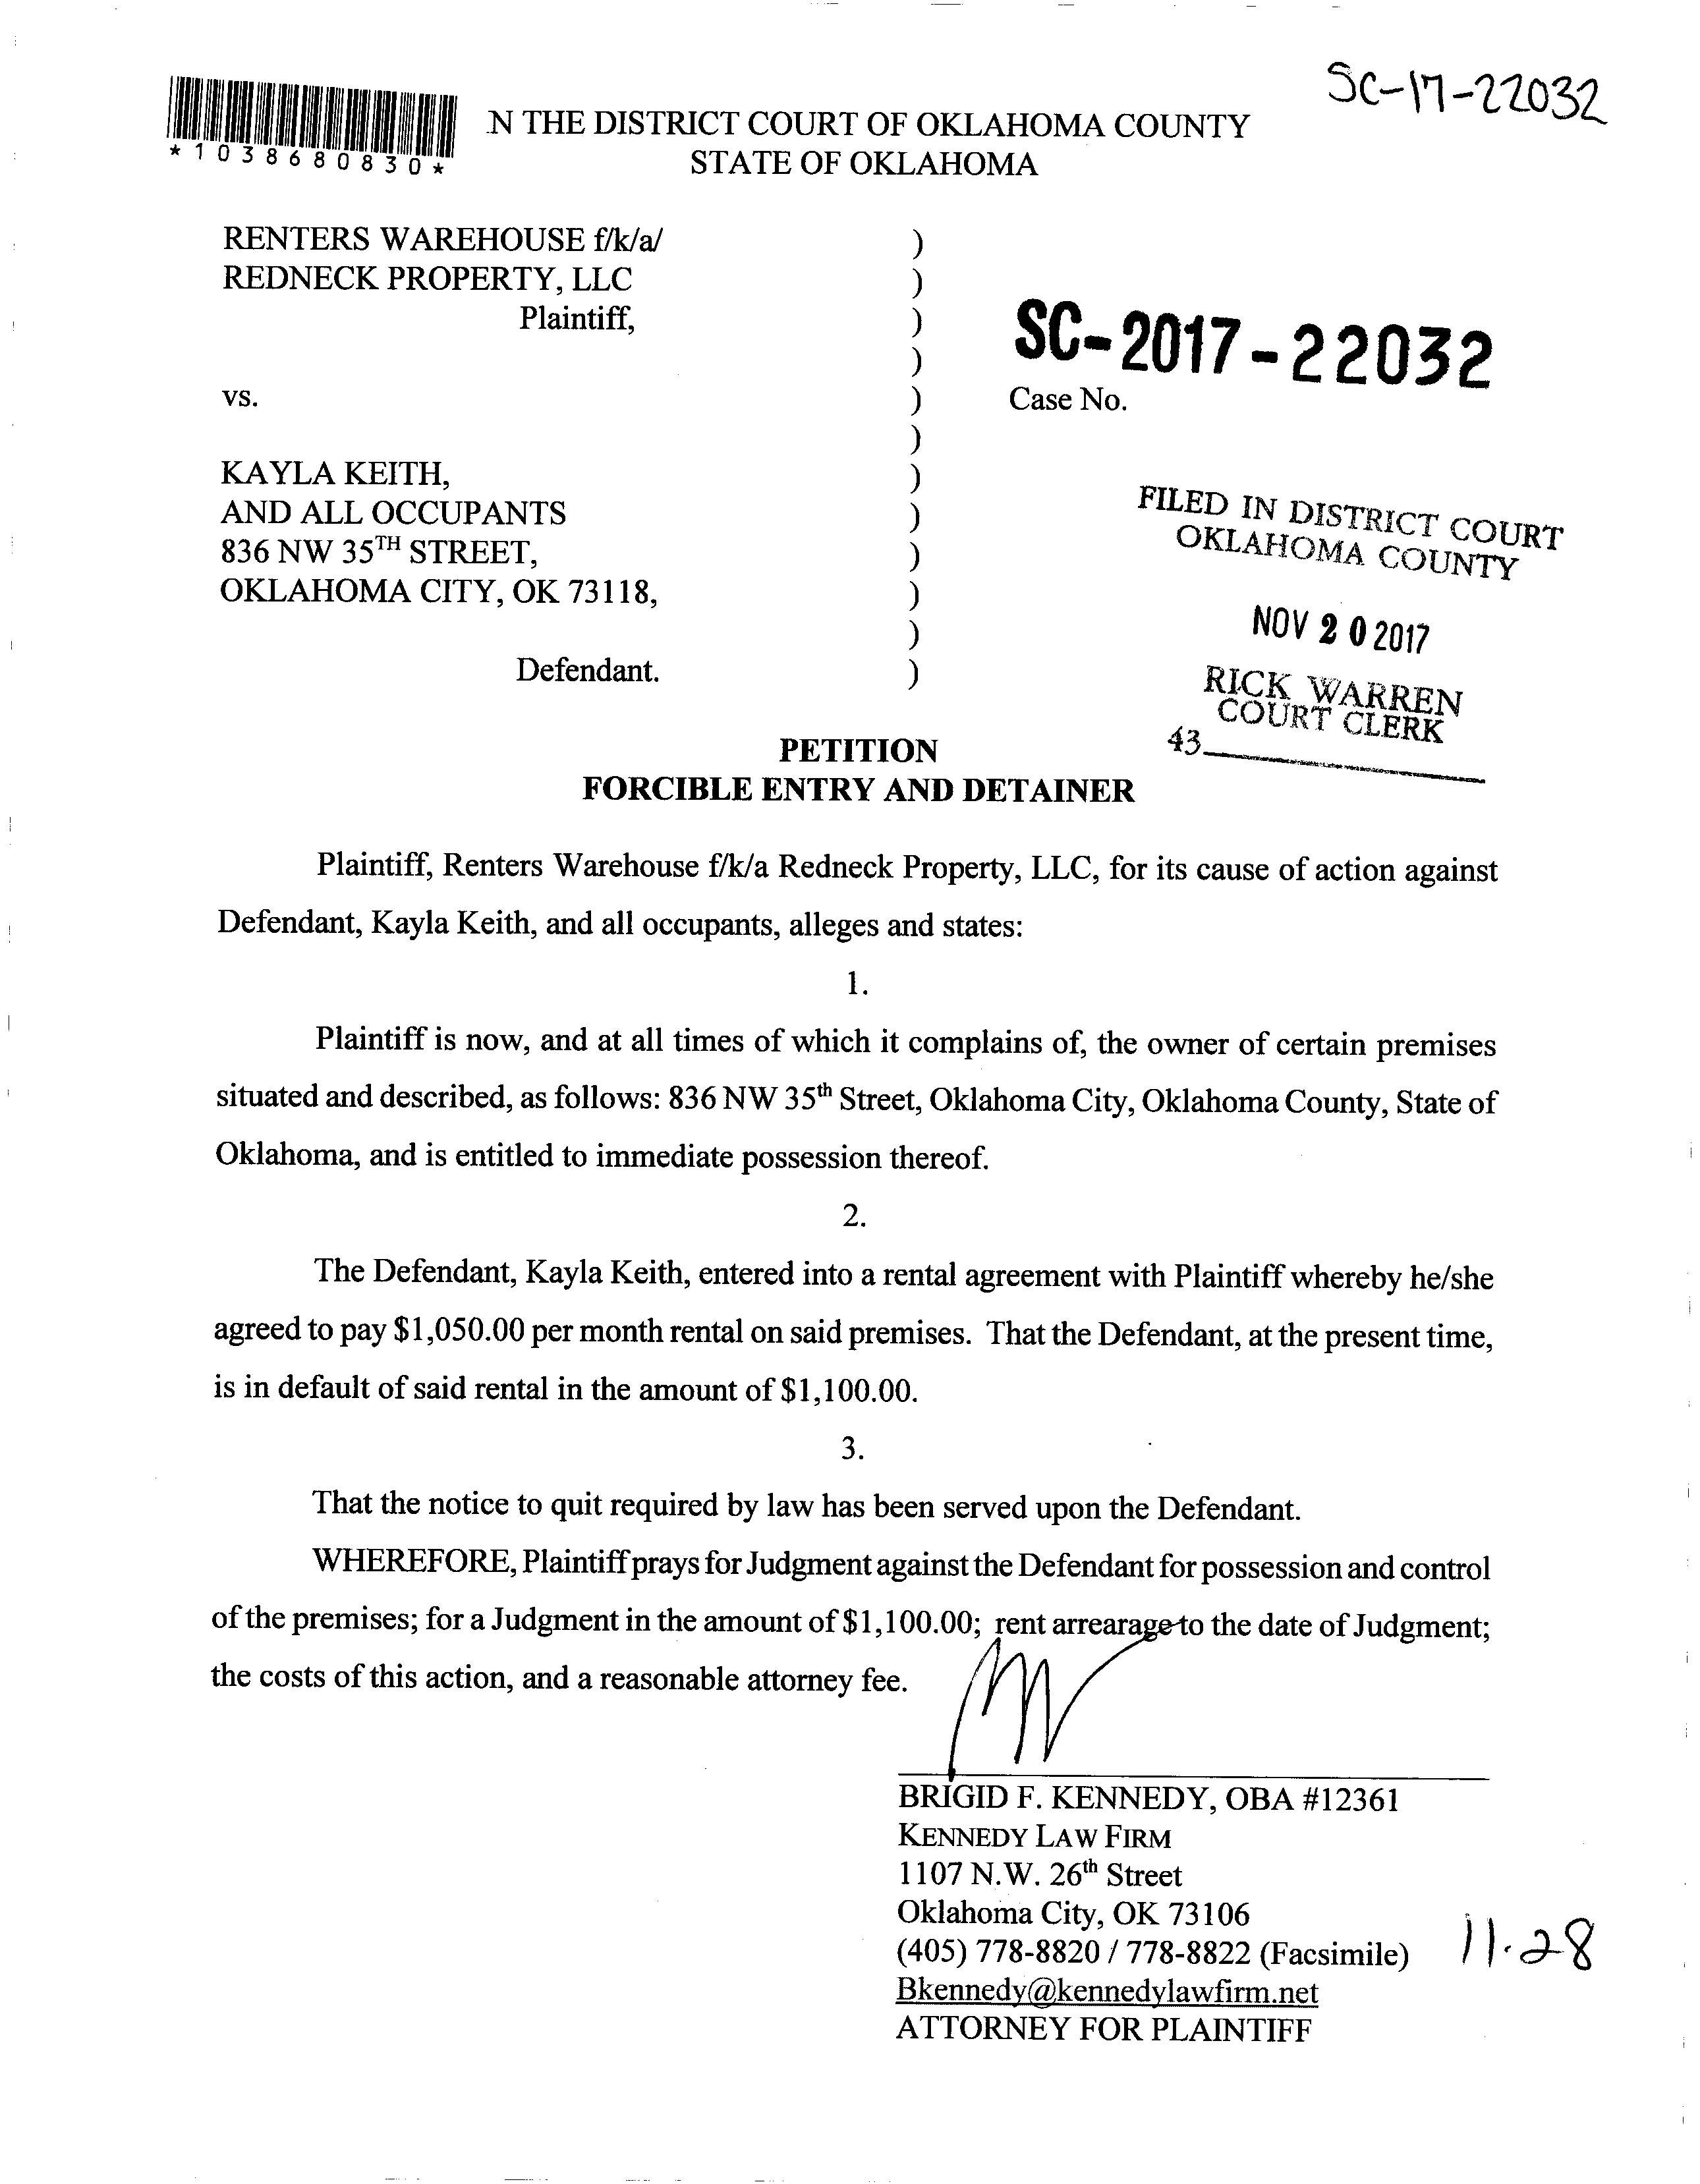 SC-17-22032
*1038680830*
N THE DISTRICT COURT OF OKLAHOMA COUNTY
STATE OF OKLAHOMA
RENTERS WAREHOUSE f/k/a/ )
REDNECK PROPERTY, LLC )
Plaintiff, )
)
SC-2017-22032
vs. ) Case No.
)
KAYLA KEITH, )
AND ALL OCCUPANTS )
836 NW 35TH STREET, )
OKLAHOMA CITY, OK 73118, )
)
Defendant. )
FILED IN DISTRICT COURT
OKLAHOMA COUNTY
NOV 20 2017
RICK WARREN
COURT CLERK
43
PETITION
FORCIBLE ENTRY AND DETAINER
Plaintiff, Renters Warehouse f/k/a Redneck Property, LLC, for its cause of action against
Defendant, Kayla Keith, and all occupants, alleges and states:
1.
Plaintiff is now, and at all times of which it complains of, the owner of certain premises
situated and described, as follows: 836 NW 35th Street, Oklahoma City, Oklahoma County, State of
Oklahoma, and is entitled to immediate possession thereof.
2.
The Defendant, Kayla Keith, entered into a rental agreement with Plaintiff whereby he/she
agreed to pay $1,050.00 per month rental on said premises. That the Defendant, at the present time,
is in default of said rental in the amount of $1,100.00.
3.
That the notice to quit required by law has been served upon the Defendant.
WHEREFORE, Plaintiff prays for Judgment against the Defendant for possession and control
of the premises; for a Judgment in the amount of $1,100.00; rent arrearage to the date of Judgment;
the costs of this action, and a reasonable attorney fee.
BRIGID F. KENNEDY, OBA #12361
KENNEDY LAW FIRM
1107 N.W. 26th Street
Oklahoma City, OK 73106
(405) 778-8820 / 778-8822 (Facsimile)
11.28
Bkennedy@kennedylawfirm.net
ATTORNEY FOR PLAINTIFF